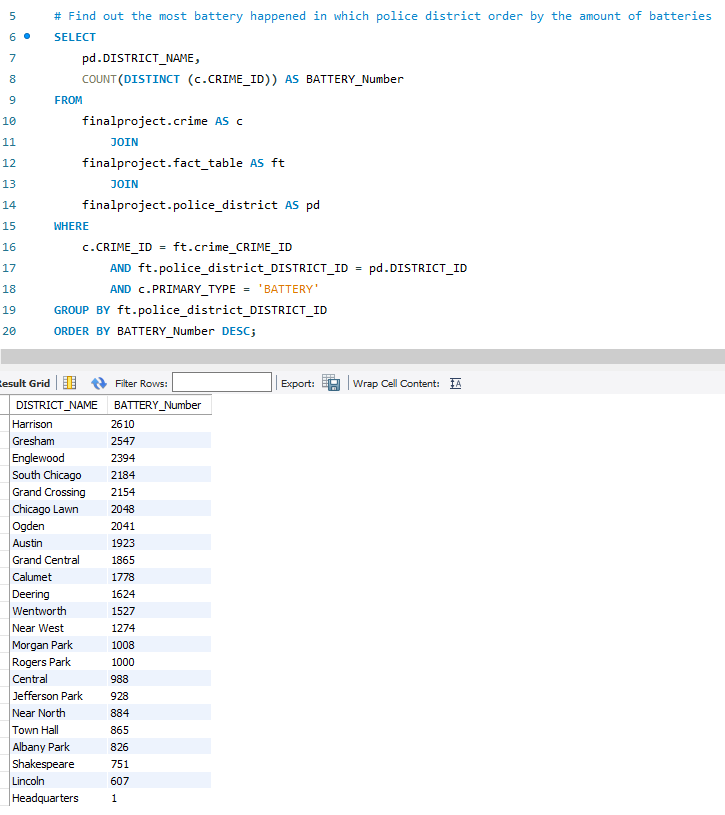 5 # Find out the most battery happened in which police district order by the amount of batteries
6 SELECT
7 pd.DISTRICT_NAME,
8 COUNT(DISTINCT (c.CRIME_ID)) AS BATTERY_Number
9 FROM
10 finalproject.crime AS c
11 JOIN
12 finalproject.fact_table AS ft
13 JOIN
14 finalproject.police_district AS pd
15 WHERE
16 c.CRIME_ID = ft.crime_CRIME_ID
17 AND ft.police_district_DISTRICT_ID = pd.DISTRICT_ID
18 AND c.PRIMARY_TYPE = 'BATTERY'
19 GROUP BY ft.police_district_DISTRICT_ID
20 ORDER BY BATTERY_Number DESC;
esult Grid Filter Rows: Export: Wrap Cell Content: IA
DISTRICT_NAME BATTERY_Number
Harrison 2610
Gresham 2547
Englewood 2394
South Chicago 2184
Grand Crossing 2154
Chicago Lawn 2048
Ogden 2041
Austin 1923
Grand Central 1865
Calumet 1778
Deering 1624
Wentworth 1527
Near West 1274
Morgan Park 1008
Rogers Park 1000
Central 988
Jefferson Park 928
Near North 884
Town Hall 865
Albany Park 826
Shakespeare 751
Lincoln 607
Headquarters 1